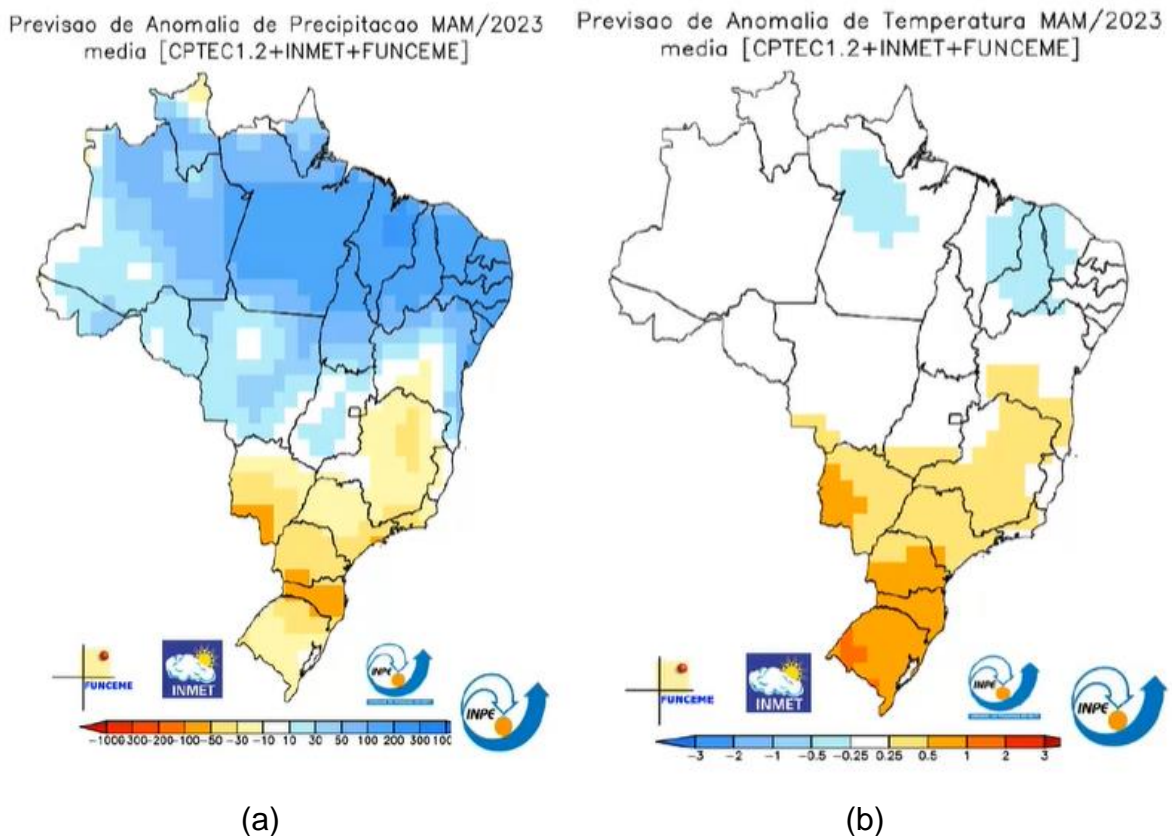 Previsao de Anomalia de Precipitacao MAM/2023
media [CPTEC1.2+INMET+FUNCEME]
FUNCEME
INMET
INPE
INPE
-1000 -300 -200 -100 -50 -30 -10 10 30 50 100 200 300 100
(a)
Previsao de Anomalia de Temperatura MAM/2023
media [CPTEC1.2+INMET+FUNCEME]
FUNCEME
INMET
INPE
INPE
-3 -2 -1 -0.5 -0.25 0.25 0.5 1 2 3
(b)